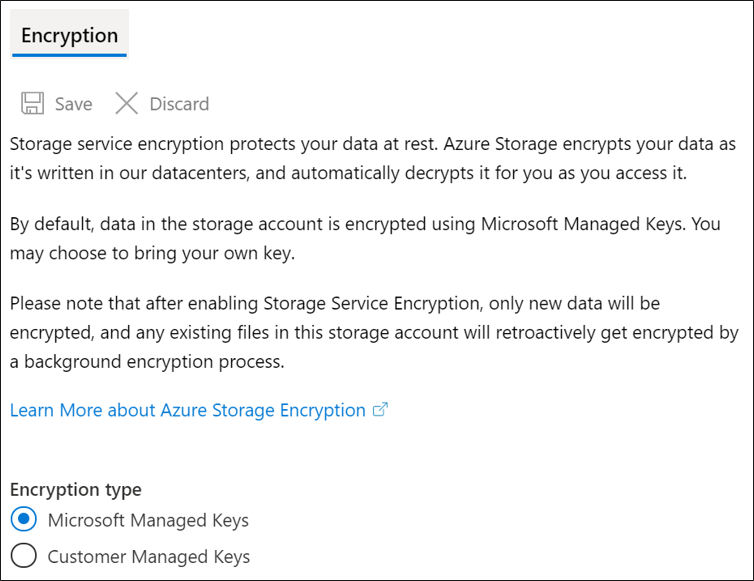 Encryption
Save Discard
Storage service encryption protects your data at rest. Azure Storage encrypts your data as
it's written in our datacenters, and automatically decrypts it for you as you access it.
By default, data in the storage account is encrypted using Microsoft Managed Keys. You
may choose to bring your own key.
Please note that after enabling Storage Service Encryption, only new data will be
encrypted, and any existing files in this storage account will retroactively get encrypted by
a background encryption process.
Learn More about Azure Storage Encryption
Encryption type
Microsoft Managed Keys
Customer Managed Keys